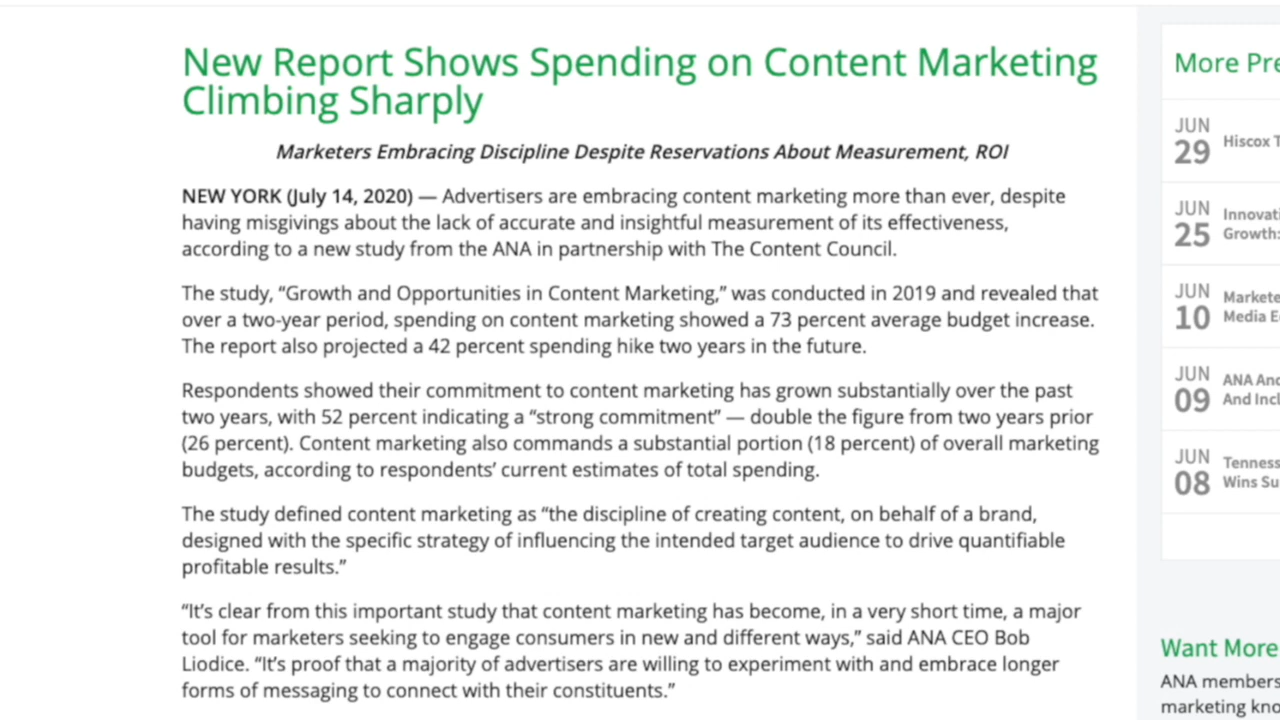 New Report Shows Spending on Content Marketing
Climbing Sharply
Marketers Embracing Discipline Despite Reservations About Measurement, ROI
NEW YORK (July 14, 2020) — Advertisers are embracing content marketing more than ever, despite
having misgivings about the lack of accurate and insightful measurement of its effectiveness,
according to a new study from the ANA in partnership with The Content Council.
The study, “Growth and Opportunities in Content Marketing,” was conducted in 2019 and revealed that
over a two-year period, spending on content marketing showed a 73 percent average budget increase.
The report also projected a 42 percent spending hike two years in the future.
Respondents showed their commitment to content marketing has grown substantially over the past
two years, with 52 percent indicating a “strong commitment” — double the figure from two years prior
(26 percent). Content marketing also commands a substantial portion (18 percent) of overall marketing
budgets, according to respondents’ current estimates of total spending.
The study defined content marketing as “the discipline of creating content, on behalf of a brand,
designed with the specific strategy of influencing the intended target audience to drive quantifiable
profitable results.”
“It’s clear from this important study that content marketing has become, in a very short time, a major
tool for marketers seeking to engage consumers in new and different ways,” said ANA CEO Bob
Liodice. “It’s proof that a majority of advertisers are willing to experiment with and embrace longer
forms of messaging to connect with their constituents.”
More Pre
JUN
29
Hiscox T
JUN
25
Innovati
Growth:
JUN
10
Markete
Media E
JUN
09
ANA And
And Incl
JUN
08
Tenness
Wins Su
Want More
ANA members
marketing kno